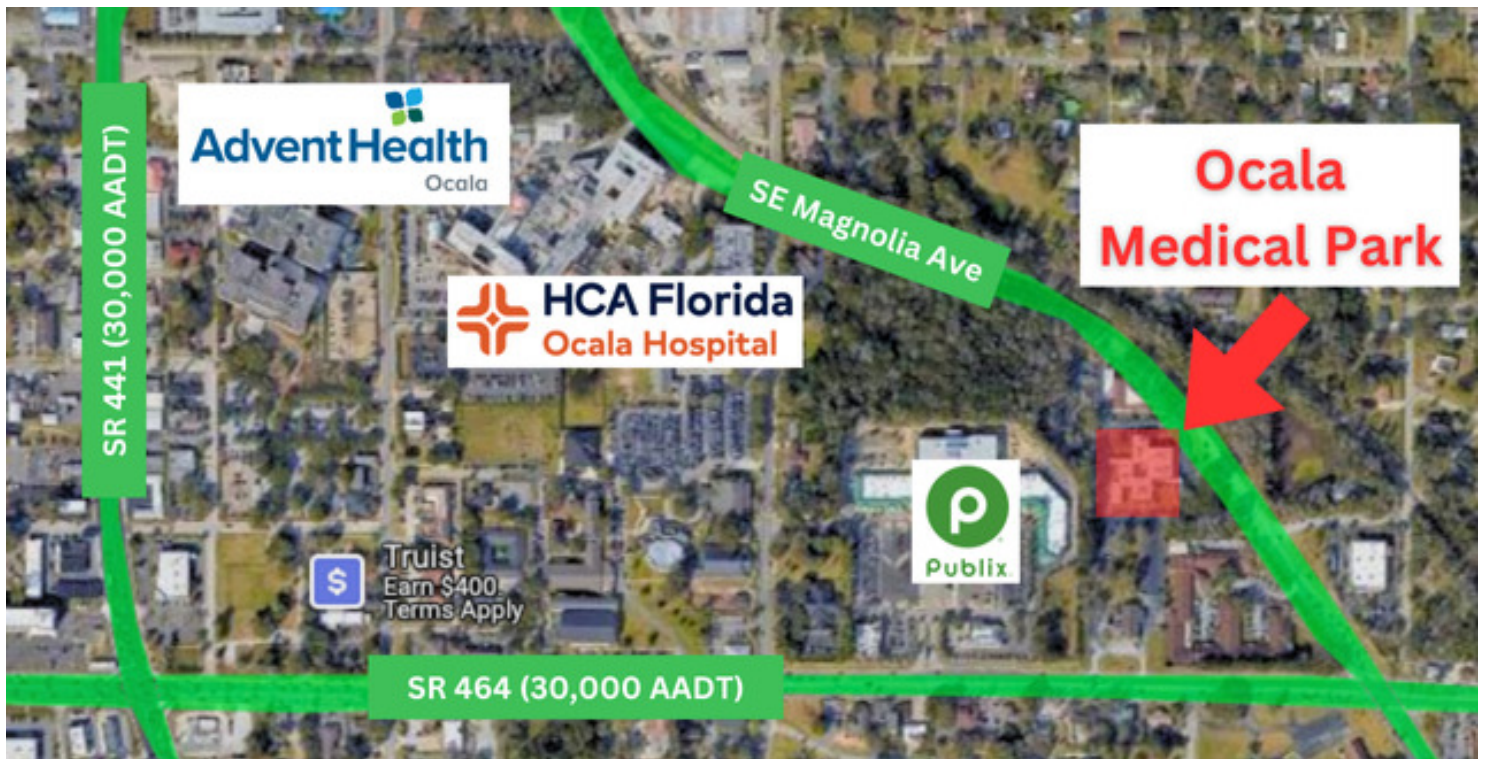 SR 441 (30,000 AADT)
AdventHealth
Ocala
HCA Florida
Ocala Hospital
SE Magnolia Ave
Ocala
Medical Park
Publix.
$
Truist
Earn $400
Terms Apply
SR 464 (30,000 AADT)